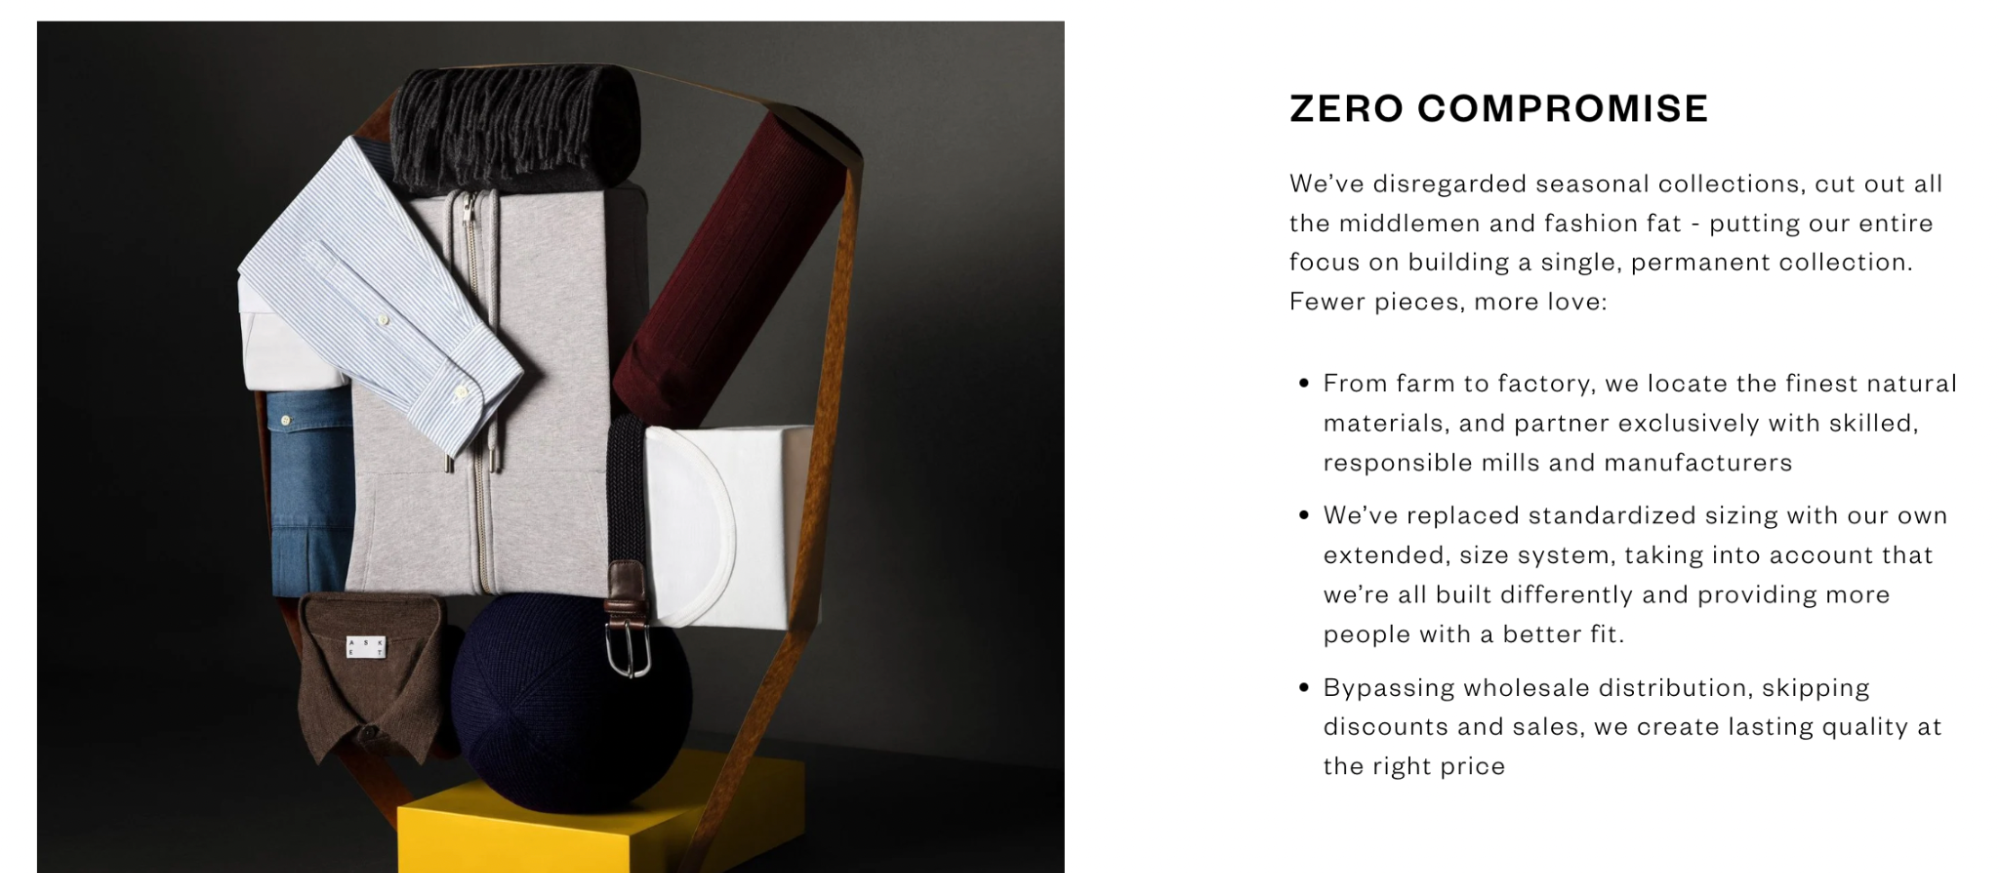 A S K
E T
ZERO COMPROMISE
We’ve disregarded seasonal collections, cut out all
the middlemen and fashion fat - putting our entire
focus on building a single, permanent collection.
Fewer pieces, more love:
• From farm to factory, we locate the finest natural
materials, and partner exclusively with skilled,
responsible mills and manufacturers
• We’ve replaced standardized sizing with our own
extended, size system, taking into account that
we’re all built differently and providing more
people with a better fit.
• Bypassing wholesale distribution, skipping
discounts and sales, we create lasting quality at
the right price